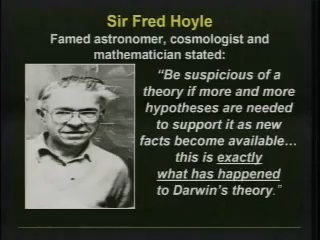 Sir Fred Hoyle
Famed astronomer, cosmologist and
mathematician stated:
“Be suspicious of a
theory if more and more
hypotheses are needed
to support it as new
facts become available…
this is exactly
what has happened
to Darwin’s theory.”